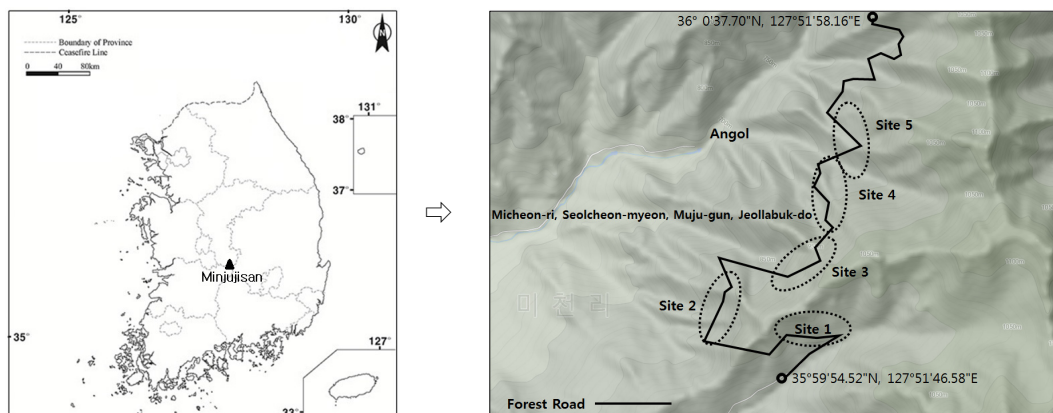 125°
130°
N
Boundary of Province
Ceasefire Line
0 40 80km
38°
131°
37°
Minjujisan
35°
127°
33°
36° 0'37.70"N, 127°51'58.16"E
Site 5
Angol
Site 4
Micheon-ri, Seolcheon-myeon, Muju-gun, Jeollabuk-do
Site 3
미 천 리
Site 2
Site 1
35°59'54.52"N, 127°51'46.58"E
Forest Road